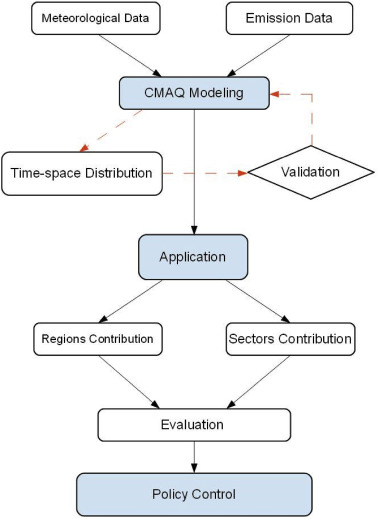 Meteorological Data
Emission Data
CMAQ Modeling
Time-space Distribution
Validation
Application
Regions Contribution
Sectors Contribution
Evaluation
Policy Control